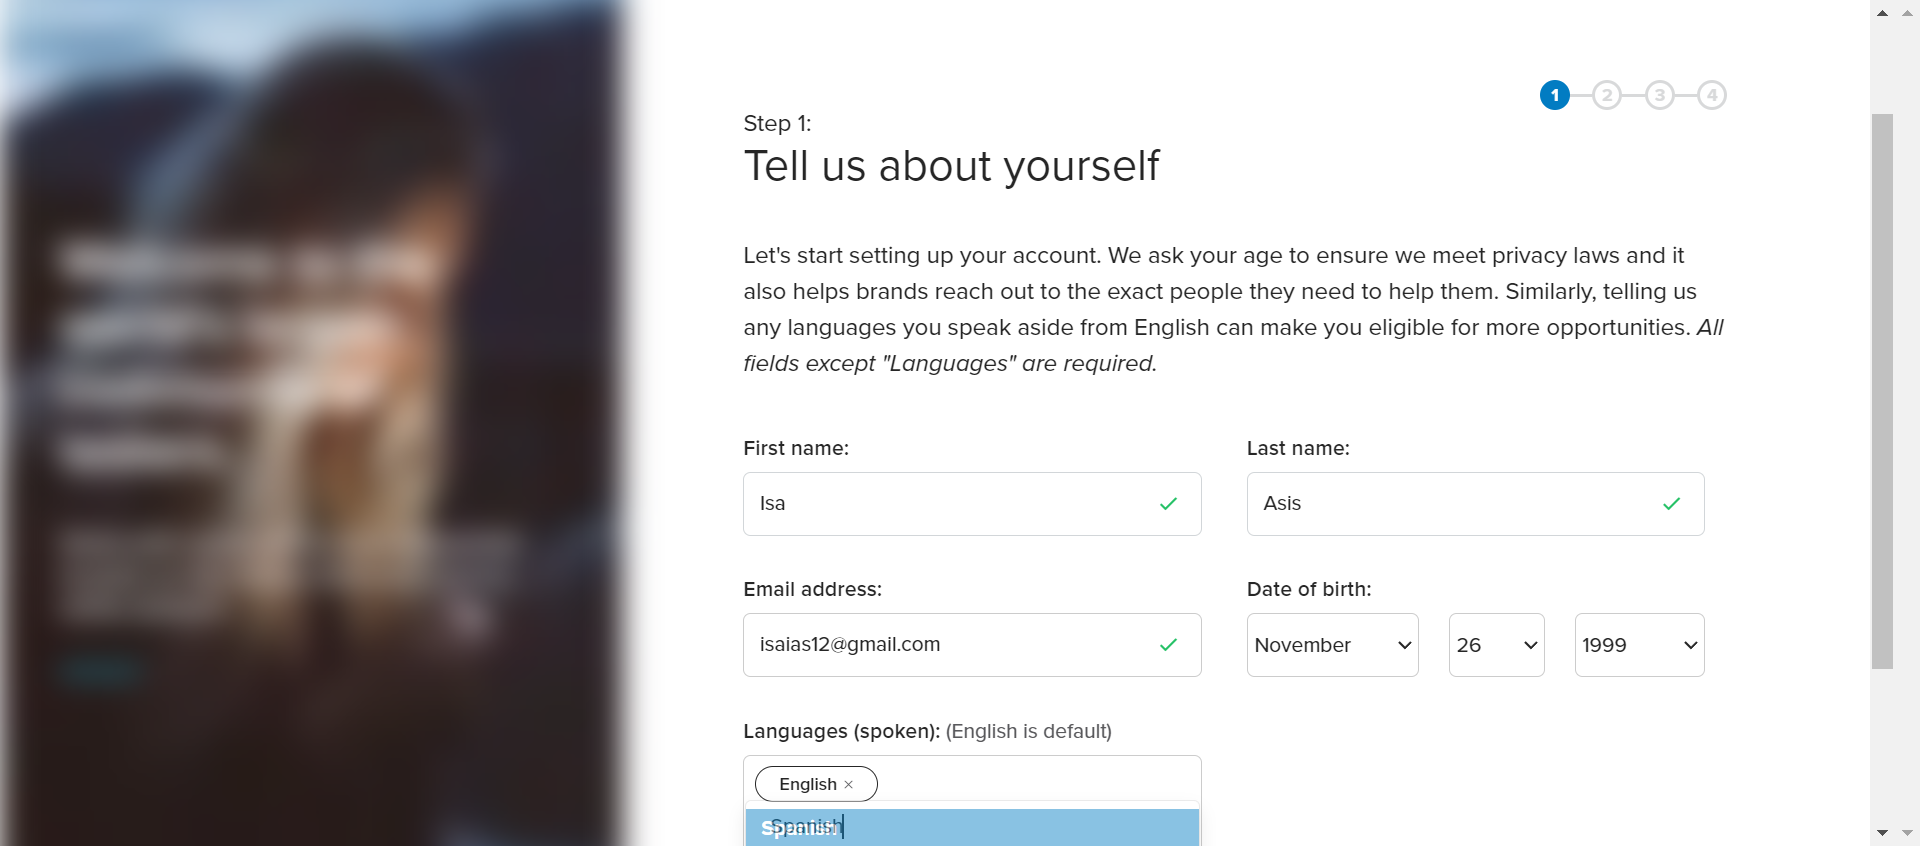 1 2 3 4
Step 1:
Tell us about yourself
Let's start setting up your account. We ask your age to ensure we meet privacy laws and it
also helps brands reach out to the exact people they need to help them. Similarly, telling us
any languages you speak aside from English can make you eligible for more opportunities. All
fields except "Languages" are required.
First name:
Last name:
Isa
Asis
Email address:
Date of birth:
isaias12@gmail.com
November
26
1999
Languages (spoken): (English is default)
English ×
Spanish
Spanish